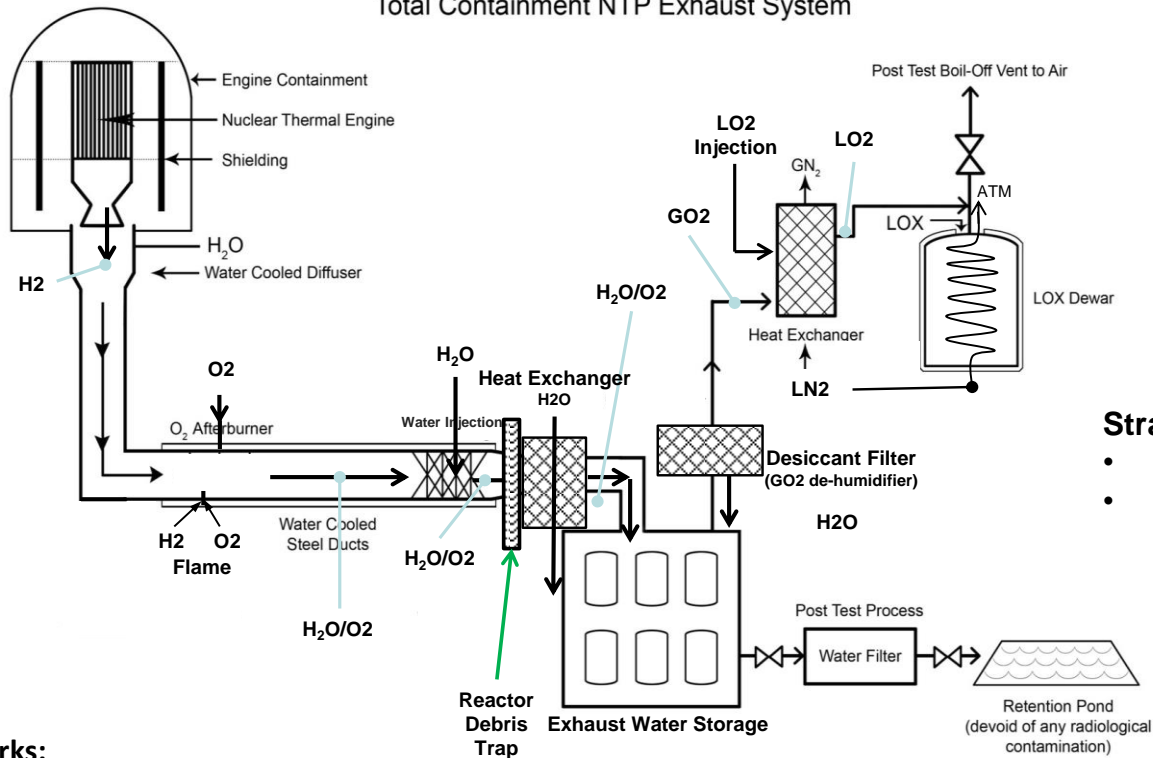 Total Containment NTP Exhaust System
Engine Containment
Nuclear Thermal Engine
Shielding
H₂O
Water Cooled Diffuser
H2
Post Test Boil-Off Vent to Air
LO2
Injection
LO2
GN₂
ATM
LOX
GO2
LOX Dewar
Heat Exchanger
LN2
H₂O/O2
O2
O₂ Afterburner
H₂O
Water Injection
Heat Exchanger
H2O
Desiccant Filter
(GO2 de-humidifier)
H2O
H2 O2
Flame
Water Cooled
Steel Ducts
H₂O/O2
H₂O/O2
Reactor
Debris
Trap
Exhaust Water Storage
Post Test Process
Water Filter
Retention Pond
(devoid of any radiological
contamination)